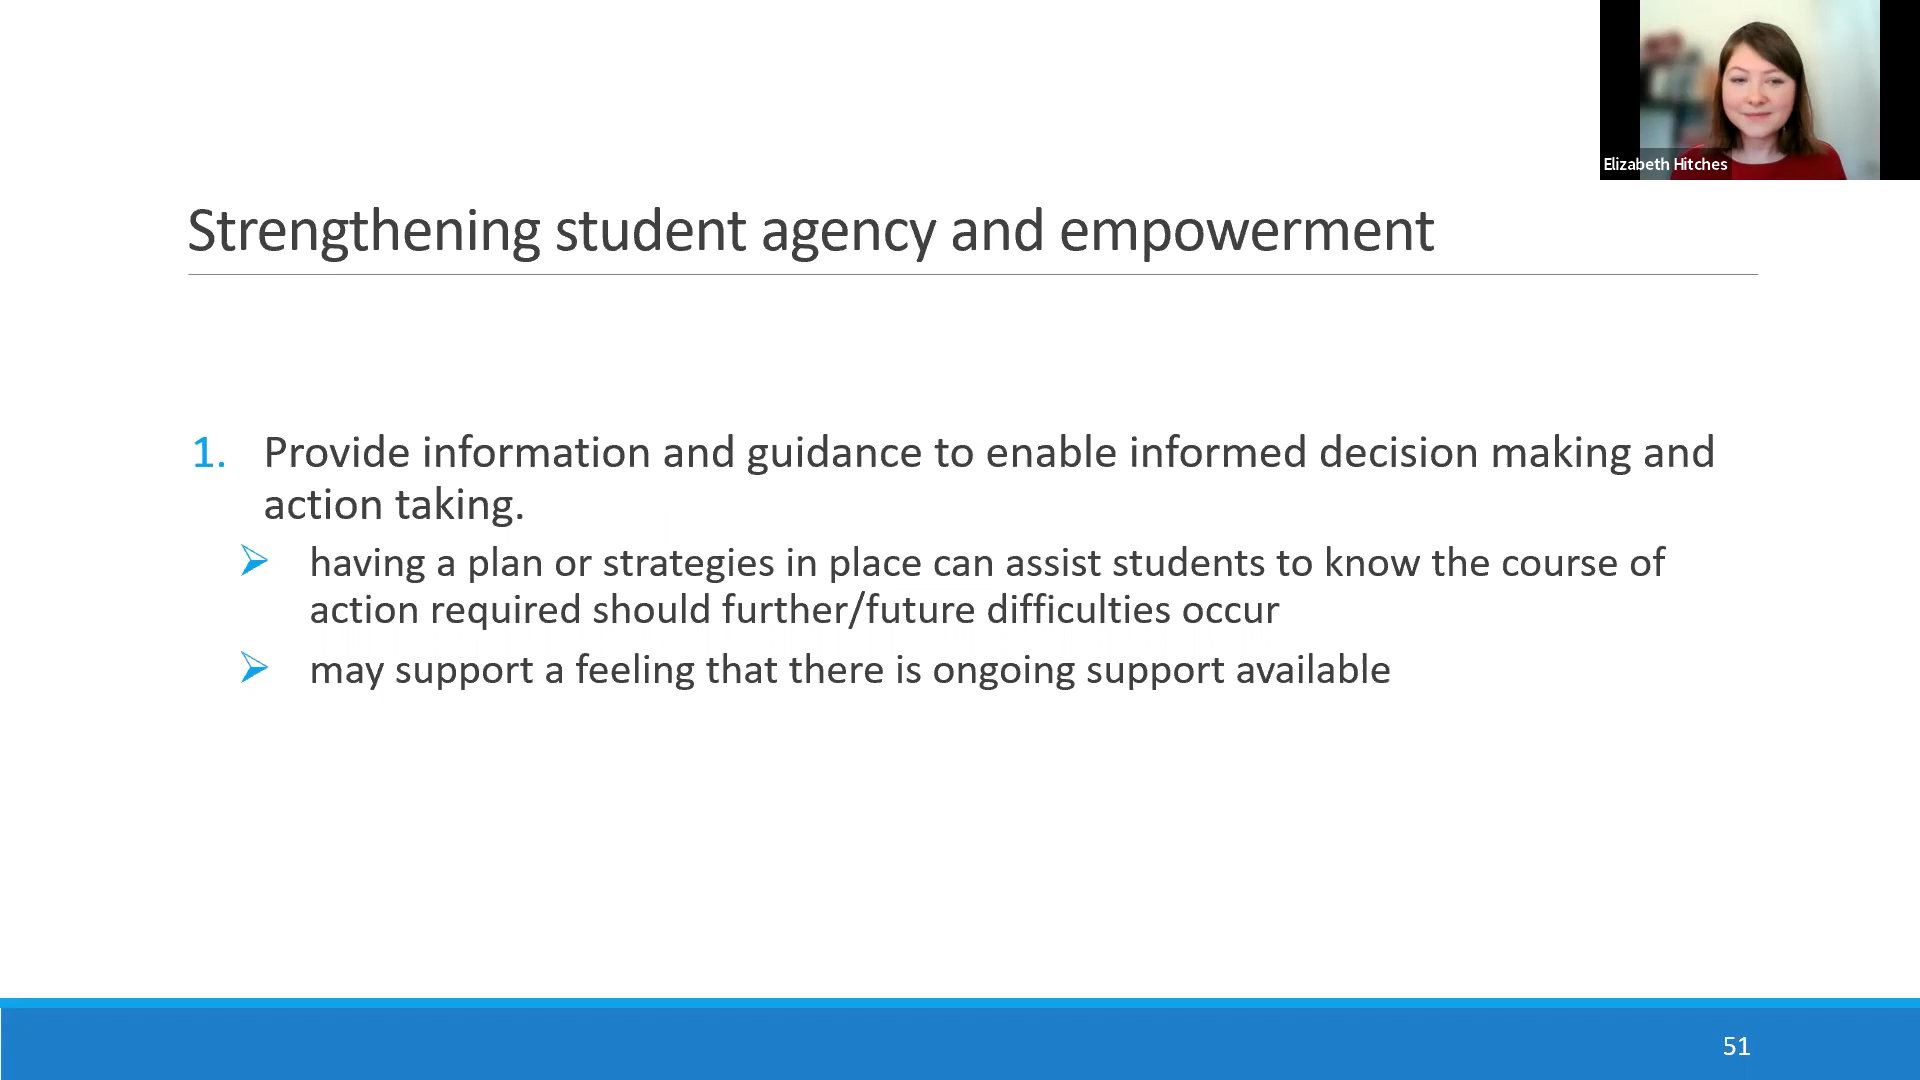 Elizabeth Hitches
Strengthening student agency and empowerment
1. Provide information and guidance to enable informed decision making and
action taking.
having a plan or strategies in place can assist students to know the course of
action required should further/future difficulties occur
may support a feeling that there is ongoing support available
51